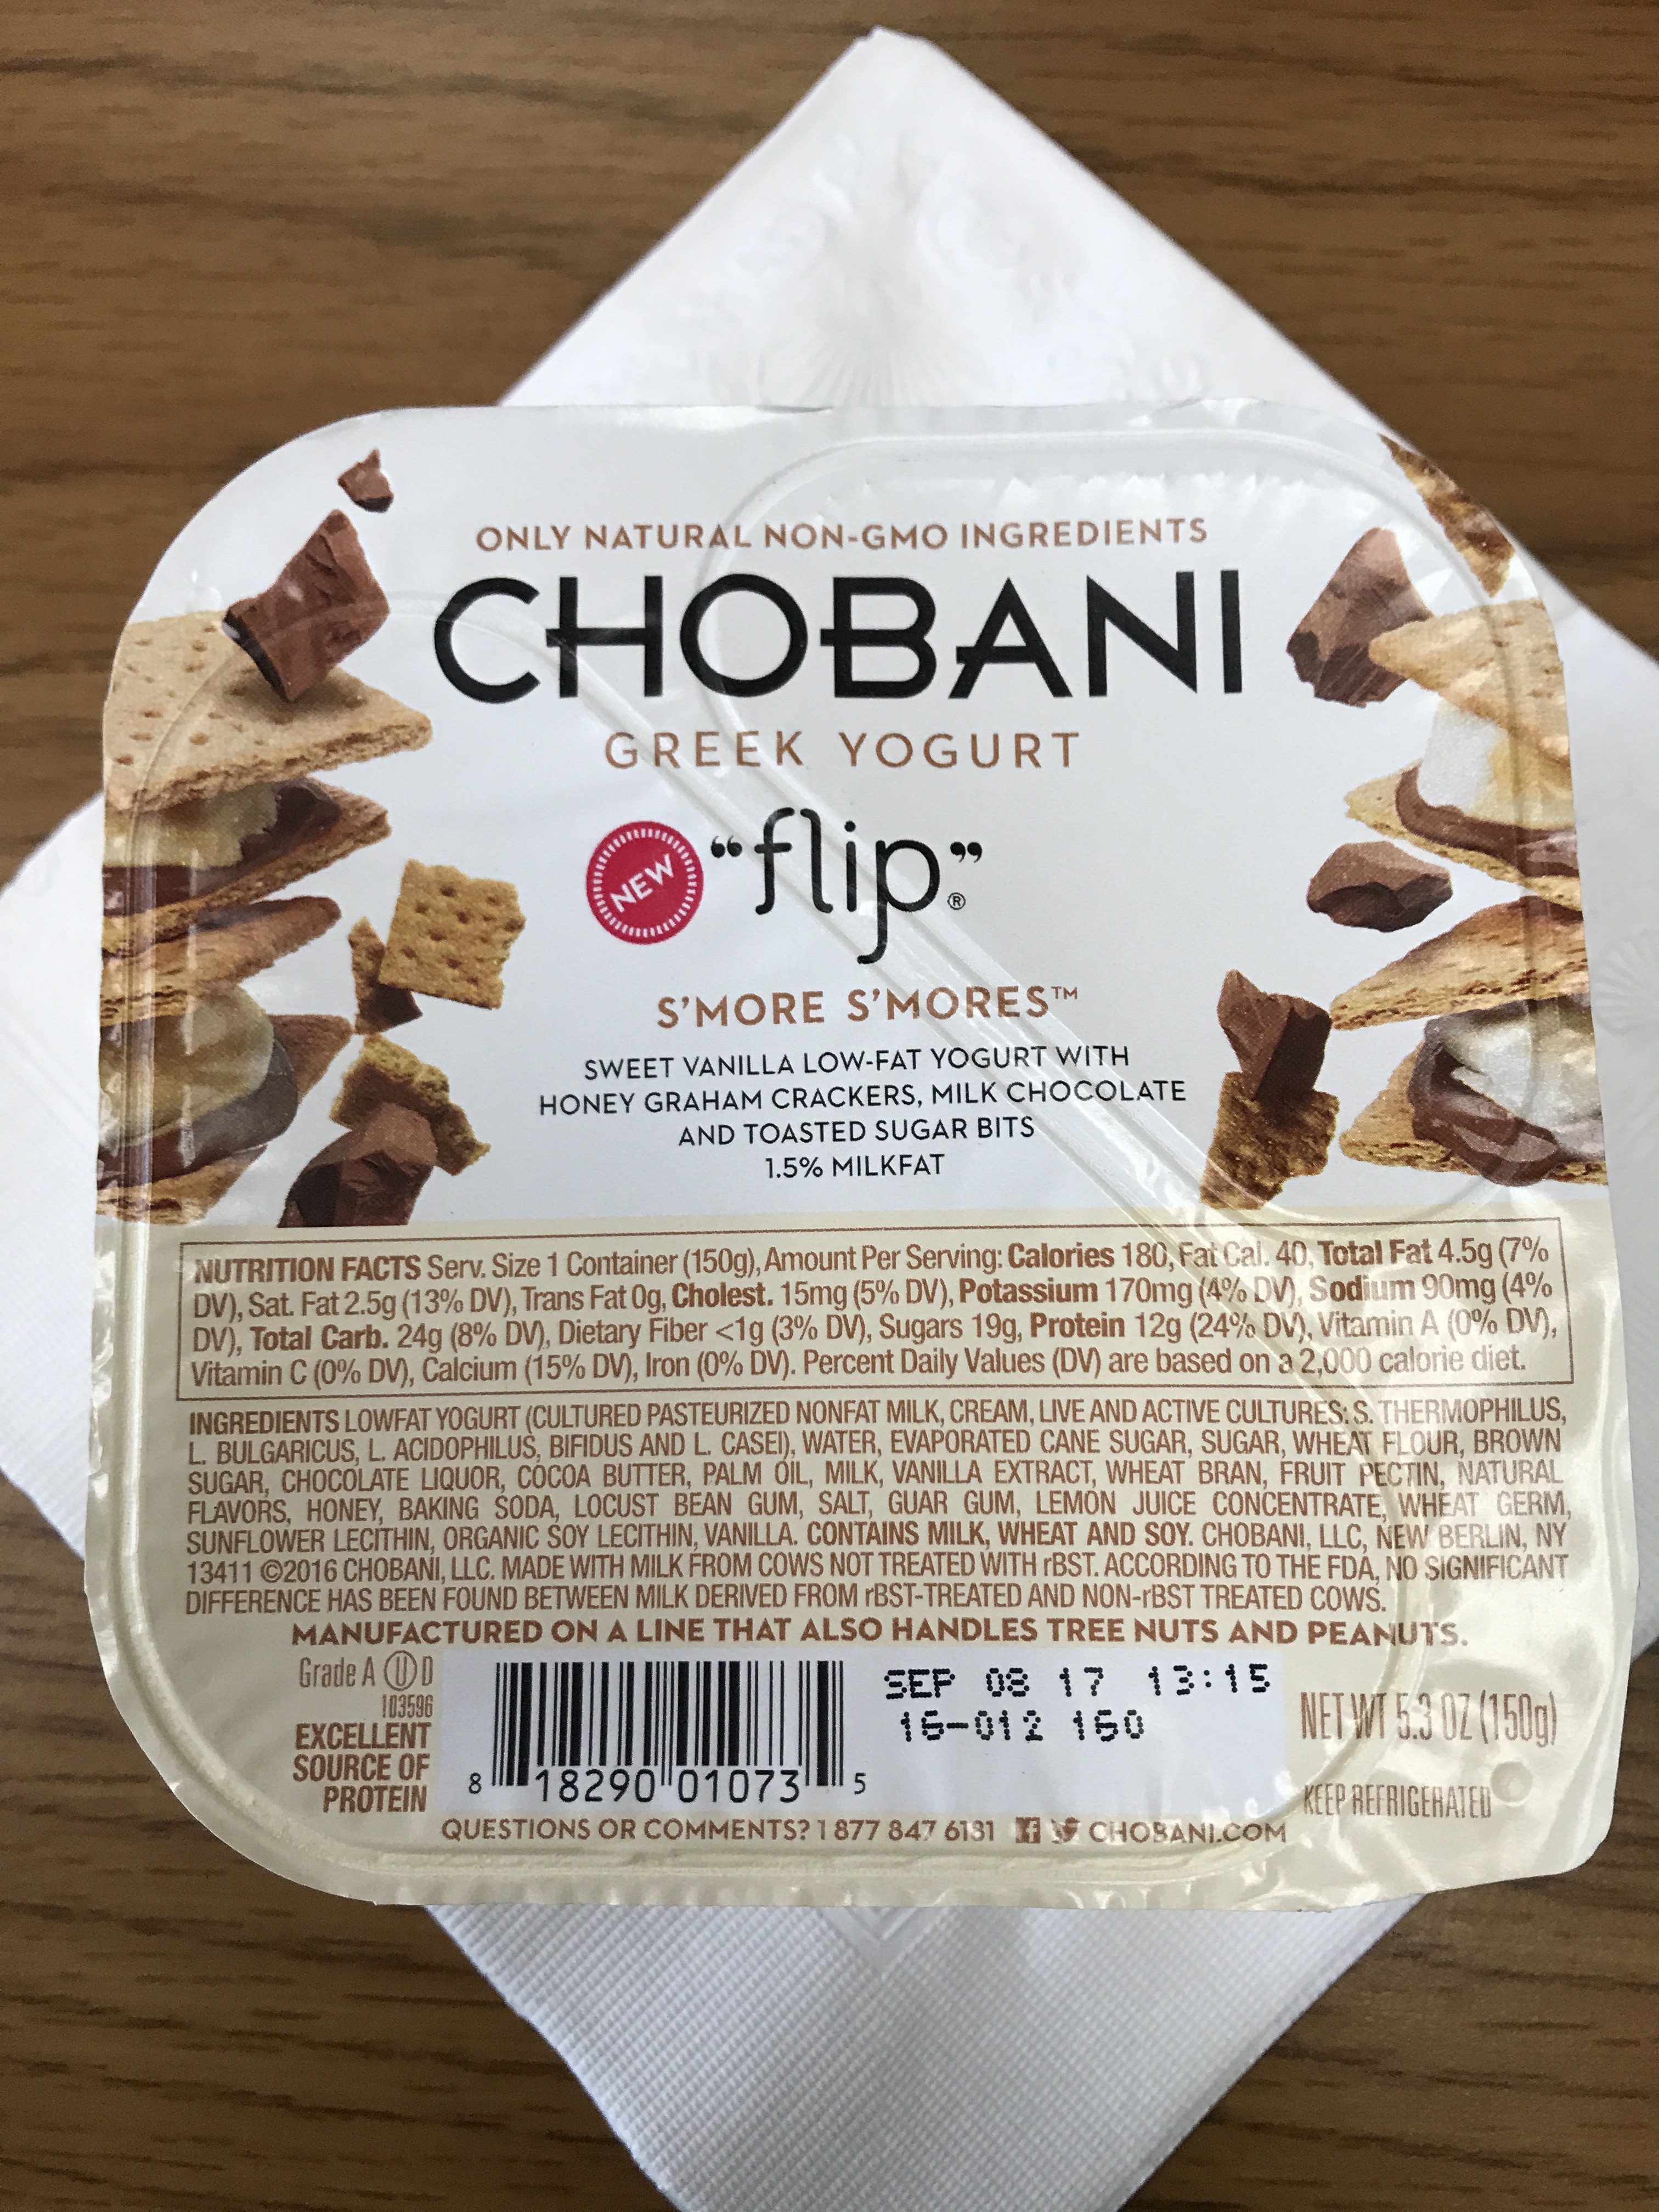 ONLY NATURAL NON-GMO INGREDIENTS
CHOBANI
GREEK YOGURT
NEW
“flip.”®
S'MORE S'MORES™
SWEET VANILLA LOW-FAT YOGURT WITH
HONEY GRAHAM CRACKERS, MILK CHOCOLATE
AND TOASTED SUGAR BITS
1.5% MILKFAT
NUTRITION FACTS Serv. Size 1 Container (150g), Amount Per Serving: Calories 180, Fat Cal. 40, Total Fat 4.5g (7%
DV), Sat. Fat 2.5g (13% DV), Trans Fat 0g, Cholest. 15mg (5% DV), Potassium 170mg (4% DV), Sodium 90mg (4%
DV), Total Carb. 24g (8% DV), Dietary Fiber <1g (3% DV), Sugars 19g, Protein 12g (24% DV), Vitamin A (0% DV),
Vitamin C (0% DV), Calcium (15% DV), Iron (0% DV). Percent Daily Values (DV) are based on a 2,000 calorie diet.
INGREDIENTS LOWFAT YOGURT (CULTURED PASTEURIZED NONFAT MILK, CREAM, LIVE AND ACTIVE CULTURES: S. THERMOPHILUS,
L. BULGARICUS, L. ACIDOPHILUS, BIFIDUS AND L. CASEI), WATER, EVAPORATED CANE SUGAR, SUGAR, WHEAT FLOUR, BROWN
SUGAR, CHOCOLATE LIQUOR, COCOA BUTTER, PALM OIL, MILK, VANILLA EXTRACT, WHEAT BRAN, FRUIT PECTIN, NATURAL
FLAVORS, HONEY, BAKING SODA, LOCUST BEAN GUM, SALT, GUAR GUM, LEMON JUICE CONCENTRATE, WHEAT GERM,
SUNFLOWER LECITHIN, ORGANIC SOY LECITHIN, VANILLA. CONTAINS MILK, WHEAT AND SOY. CHOBANI, LLC, NEW BERLIN, NY
13411 ©2016 CHOBANI, LLC. MADE WITH MILK FROM COWS NOT TREATED WITH rBST. ACCORDING TO THE FDA, NO SIGNIFICANT
DIFFERENCE HAS BEEN FOUND BETWEEN MILK DERIVED FROM rBST-TREATED AND NON-rBST TREATED COWS.
MANUFACTURED ON A LINE THAT ALSO HANDLES TREE NUTS AND PEANUTS.
Grade A Ⓤ D
103596
EXCELLENT
SOURCE OF
PROTEIN
8 18290 01073 5
SEP 08 17 13:15
16-012 160
NET WT 5.3 OZ (150g)
KEEP REFRIGERATED
QUESTIONS OR COMMENTS? 1 877 847 6131 CHOBANI.COM